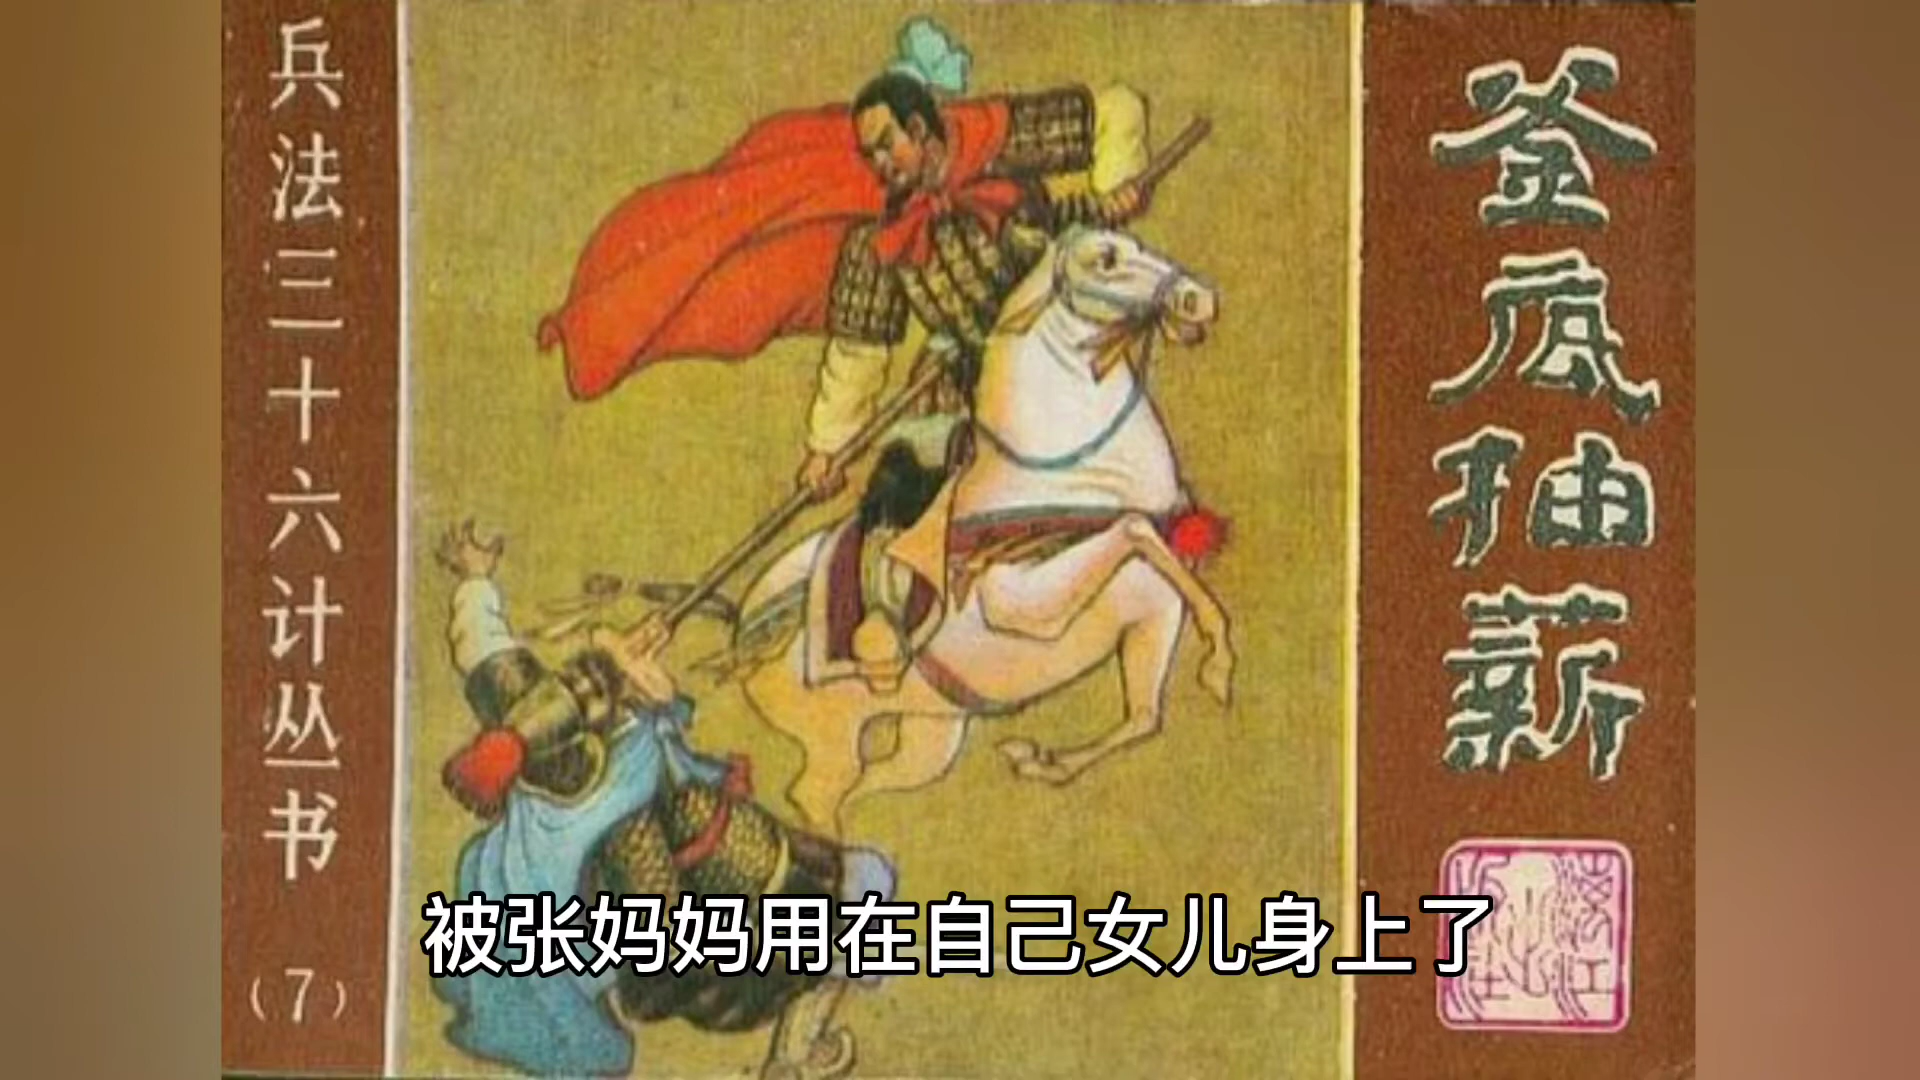 兵法三十六计丛书
(7)
釜底抽薪
被张妈妈用在自己女儿身上了